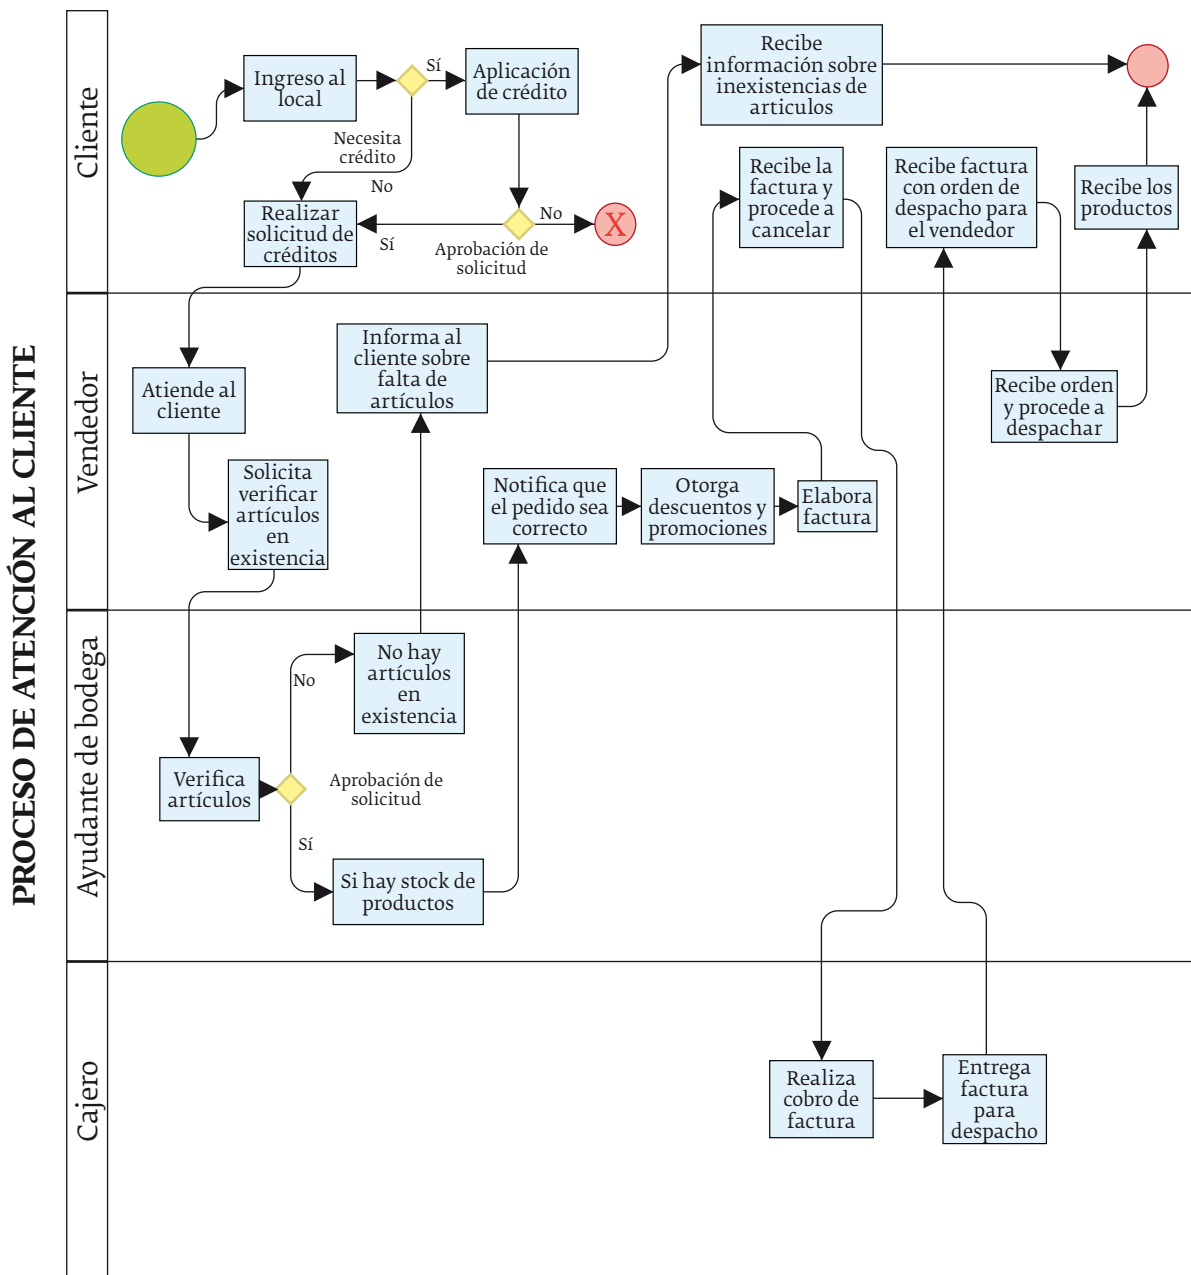 PROCESO DE ATENCIÓN AL CLIENTE
Cliente
Ingreso al
local
Sí
Aplicación
de crédito
Necesita
crédito
No
Realizar
solicitud de
créditos
Sí
No
X
Aprobación de
solicitud
Recibe
información sobre
inexistencias de
articulos
Recibe la
factura y
procede a
cancelar
Recibe factura
con orden de
despacho para
el vendedor
Recibe los
productos
Vendedor
Atiende al
cliente
Solicita
verificar
artículos
en
existencia
Informa al
cliente sobre
falta de
artículos
Notifica que
el pedido sea
correcto
Otorga
descuentos y
promociones
Elabora
factura
Recibe orden
y procede a
despachar
Ayudante de bodega
Verifica
artículos
No
No hay
artículos
en
existencia
Aprobación de
solicitud
Sí
Si hay stock de
productos
Cajero
Realiza
cobro de
factura
Entrega
factura
para
despacho